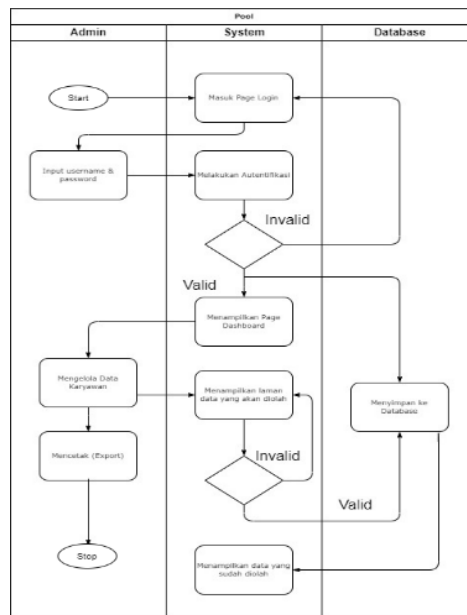 Pool
Admin
System
Database
Start
Masuk Page Login
Input username &
password
Melakukan Autentifikasi
Invalid
Valid
Menampilkan Page
Dashboard
Mengelola Data
Karyawan
Menampilkan laman
data yang akan diolah
Menyimpan ke
Database
Mencetak (Export)
Invalid
Valid
Stop
Menampilkan data yang
sudah diolah